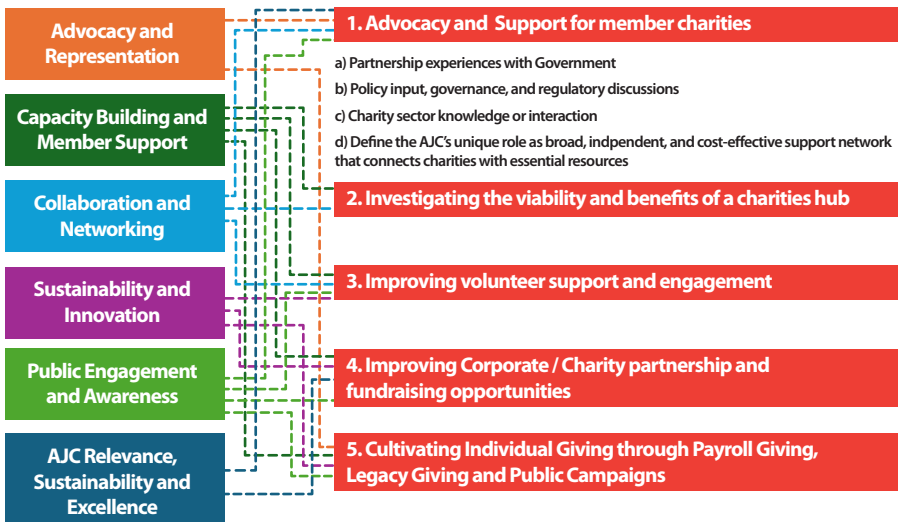 Advocacy and
Representation
Capacity Building and
Member Support
Collaboration and
Networking
Sustainability and
Innovation
Public Engagement
and Awareness
AJC Relevance,
Sustainability and
Excellence
1. Advocacy and Support for member charities
a) Partnership experiences with Government
b) Policy input, governance, and regulatory discussions
c) Charity sector knowledge or interaction
d) Define the AJC's unique role as broad, indpendent, and cost-effective support network
that connects charities with essential resources
2. Investigating the viability and benefits of a charities hub
3. Improving volunteer support and engagement
4. Improving Corporate / Charity partnership and
fundraising opportunities
5. Cultivating Individual Giving through Payroll Giving,
Legacy Giving and Public Campaigns